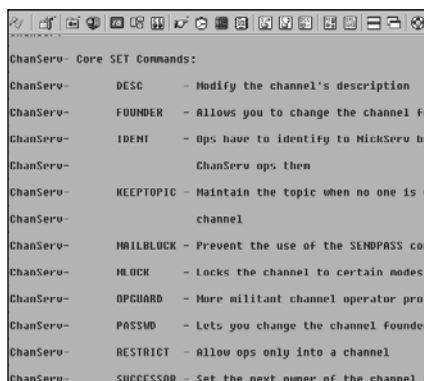 ChanServ-
ChanServ- Core SET Commands:
ChanServ- DESC - Modify the channel's description
ChanServ- FOUNDER - Allows you to change the channel f
ChanServ- IDENT - Ops have to identify to NickServ b
ChanServ- ChanServ ops them
ChanServ- KEEPTOPIC - Maintain the topic when no one is
ChanServ- channel
ChanServ- MAILBLOCK - Prevent the use of the SENDPASS co
ChanServ- MLOCK - Locks the channel to certain modes
ChanServ- OPGUARD - More militant channel operator pro
ChanServ- PASSWD - Lets you change the channel founde
ChanServ- RESTRICT - Allow ops only into a channel
ChanServ- SUCCESSOR - Set the next owner of the channel